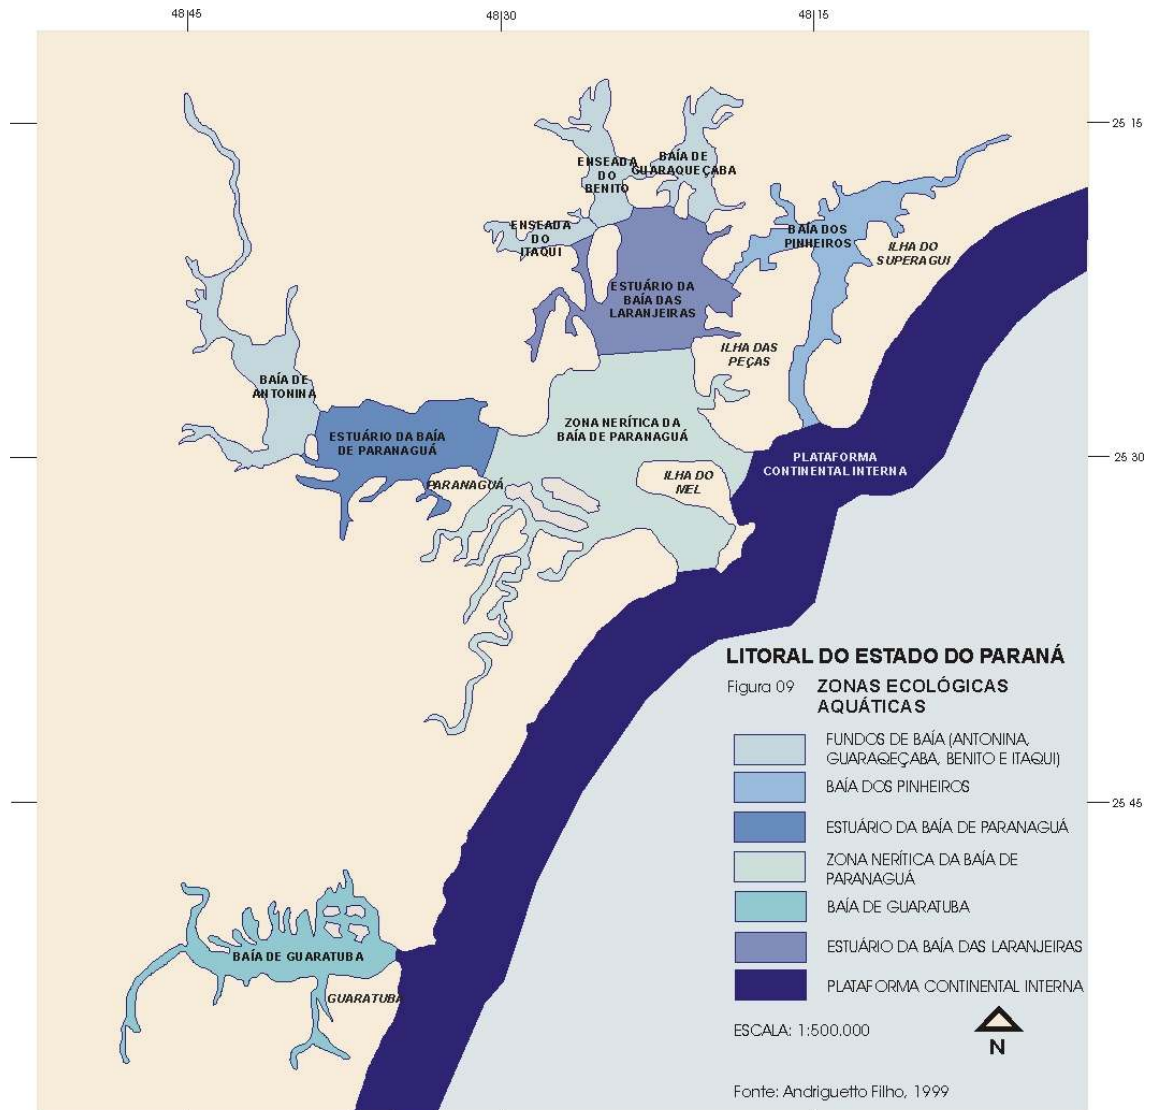 48 45
48 30
48 15
25 15
ENSEADA
DO
BENITO
BAÍA DE
GUARAQUEÇABA
ENSEADA
DO
ITAQUI
BAÍA DOS
PINHEIROS
ILHA DO
SUPERAGUI
ESTUÁRIO DA
BAÍA DAS
LARANJEIRAS
ILHA DAS
PEÇAS
BAÍA DE
ANTONINA
ESTUÁRIO DA BAÍA
DE PARANAGUÁ
ZONA NERÍTICA DA
BAÍA DE PARANAGUÁ
PARANAGUÁ
ILHA DO
MEL
PLATAFORMA
CONTINENTAL INTERNA
25 30
LITORAL DO ESTADO DO PARANÁ
Figura 09 ZONAS ECOLÓGICAS
AQUÁTICAS
FUNDOS DE BAÍA (ANTONINA,
GUARAQEÇABA, BENITO E ITAQUI)
BAÍA DOS PINHEIROS
25 45
ESTUÁRIO DA BAÍA DE PARANAGUÁ
ZONA NERÍTICA DA BAÍA DE
PARANAGUÁ
BAÍA DE GUARATUBA
ESTUÁRIO DA BAÍA DAS LARANJEIRAS
PLATAFORMA CONTINENTAL INTERNA
BAÍA DE GUARATUBA
GUARATUBA
ESCALA: 1:500.000
N
Fonte: Andriguetto Filho, 1999